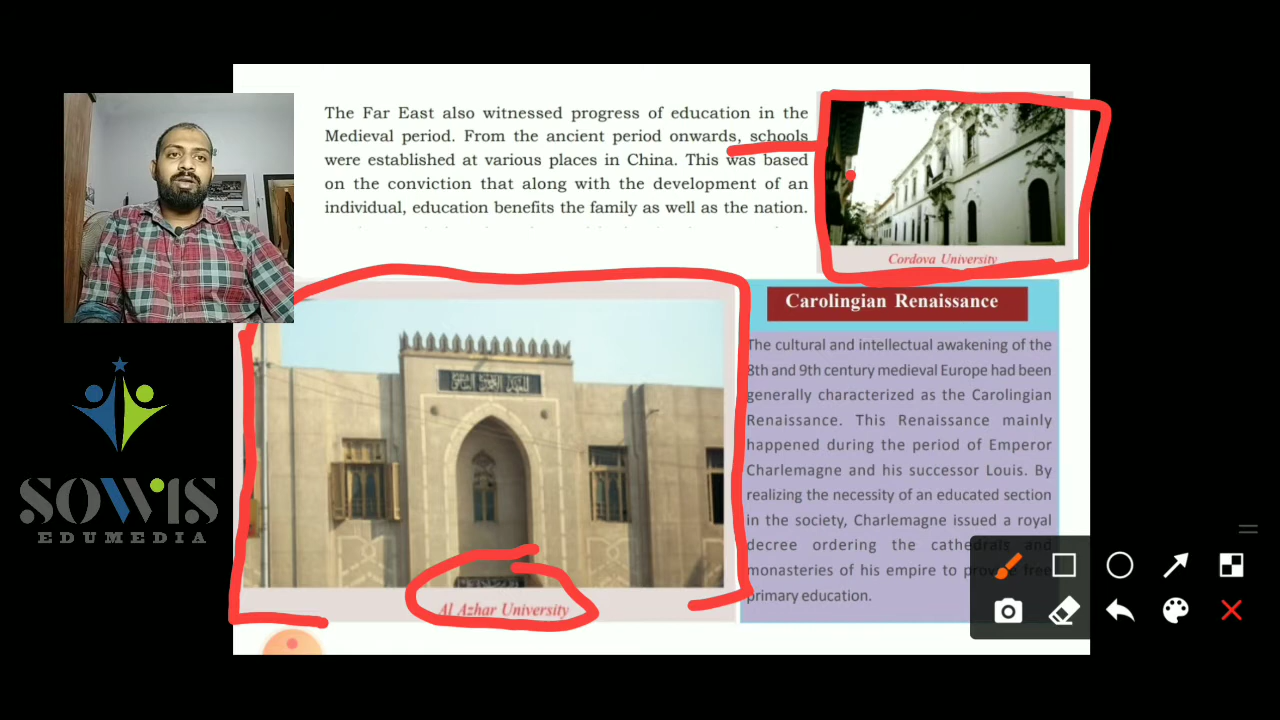 The Far East also witnessed progress of education in the
Medieval period. From the ancient period onwards, schools
were established at various places in China. This was based
on the conviction that along with the development of an
individual, education benefits the family as well as the nation.
Cordova University
Al Azhar University
Carolingian Renaissance
The cultural and intellectual awakening of the
8th and 9th century medieval Europe had been
generally characterized as the Carolingian
Renaissance. This Renaissance mainly
happened during the period of Emperor
Charlemagne and his successor Louis. By
realizing the necessity of an educated section
in the society, Charlemagne issued a royal
decree ordering the cathedrals and
monasteries of his empire to provide free
primary education.
SOWIS
EDUMEDIA